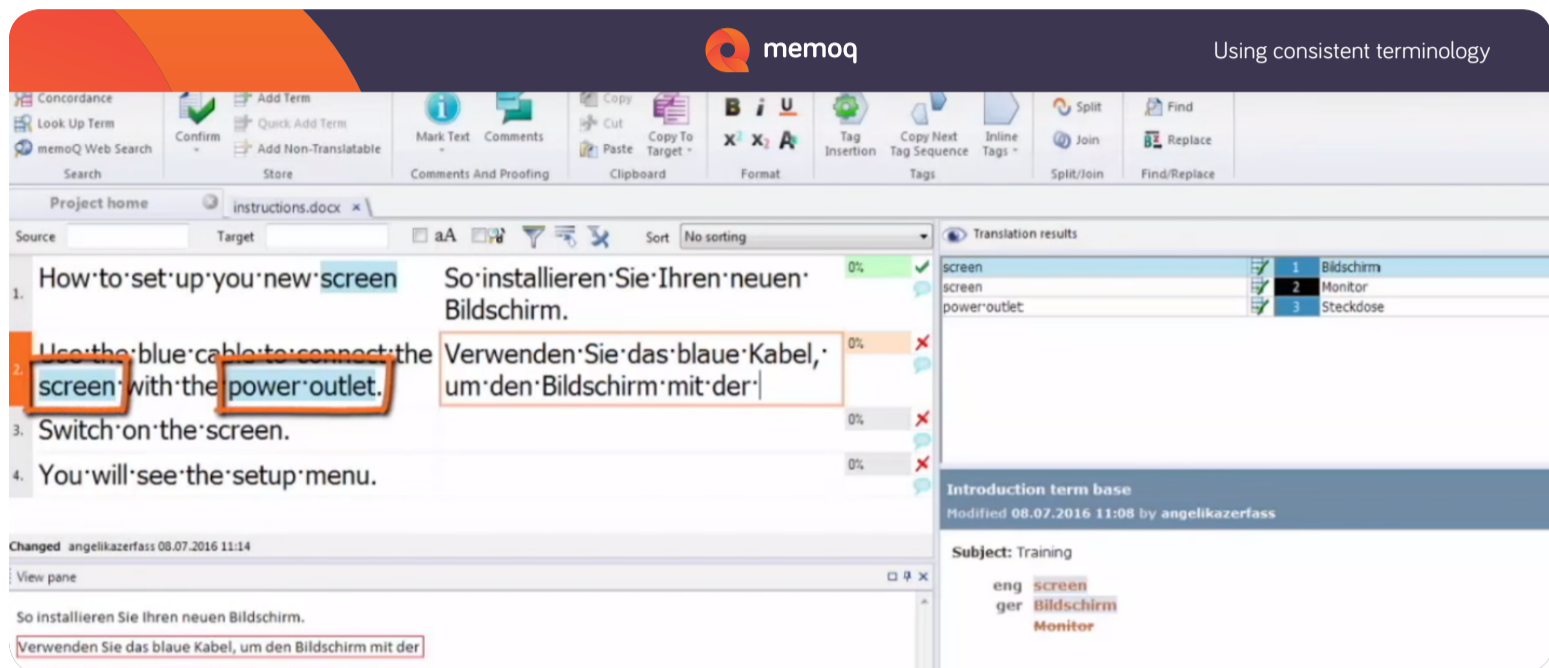 memoq
Using consistent terminology
Concordance
Look Up Term
memoQ Web Search
Search
Confirm
Add Term
Quick Add Term
Add Non-Translatable
Store
Mark Text
Comments
Comments And Proofing
Copy
Cut
Paste
Copy To
Target
Clipboard
B i U
X² X₂ A
Format
Tag
Insertion
Copy Next
Tag Sequence
Inline
Tags
Tags
Split
Join
Split/Join
Find
Replace
Find/Replace
Project home
instructions.docx ×
Source
Target
aA
Sort
No sorting
Translation results
1.
How·to·set·up·you·new·screen
So·installieren·Sie·Ihren·neuen·
Bildschirm.
0%
2.
Use·the·blue·cable·to·connect·the
screen·with·the·power·outlet.
Verwenden·Sie·das·blaue·Kabel,·
um·den·Bildschirm·mit·der·
0%
3.
Switch·on·the·screen.
0%
4.
You·will·see·the·setup·menu.
0%
screen 1 Bildschirm
screen 2 Monitor
power·outlet 3 Steckdose
Introduction term base
Modified 08.07.2016 11:08 by angelikazerfass
Subject: Training
eng screen
ger Bildschirm
Monitor
Changed angelikazerfass 08.07.2016 11:14
View pane
So installieren Sie Ihren neuen Bildschirm.
Verwenden Sie das blaue Kabel, um den Bildschirm mit der